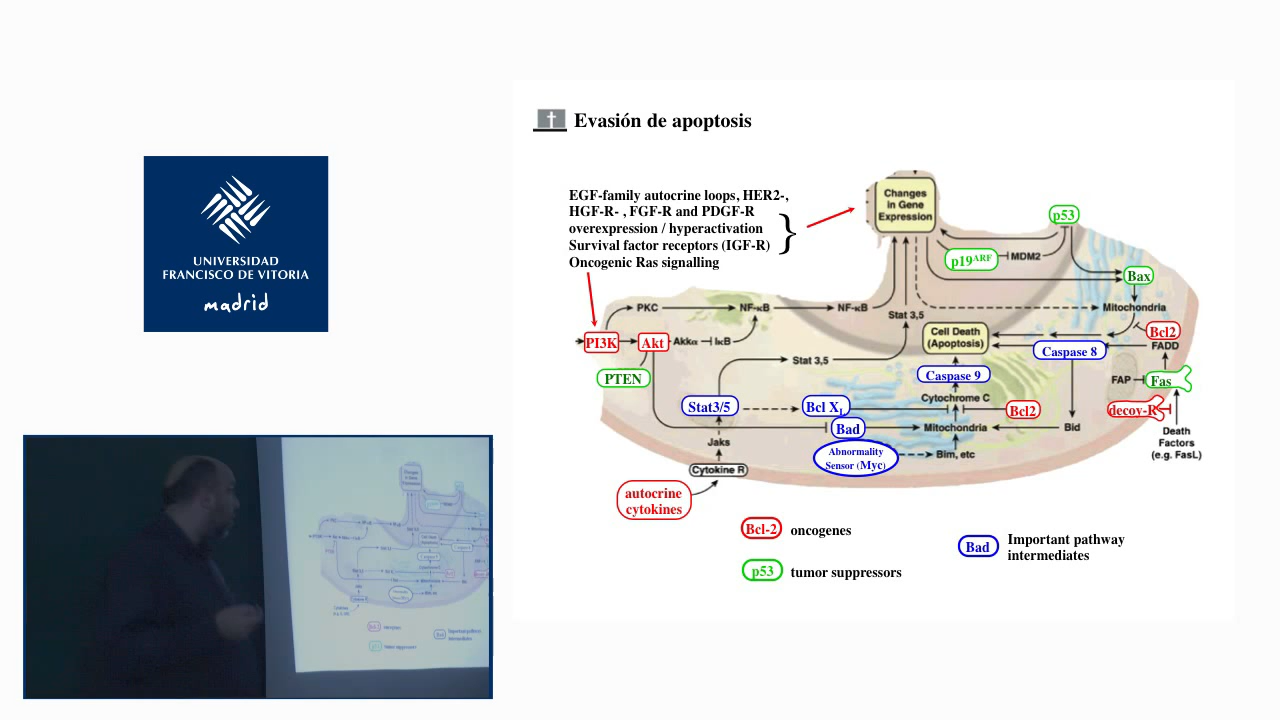 UNIVERSIDAD
FRANCISCO DE VITORIA
madrid
Evasión de apoptosis
EGF-family autocrine loops, HER2-,
HGF-R- , FGF-R and PDGF-R
overexpression / hyperactivation
Survival factor receptors (IGF-R)
Oncogenic Ras signalling
}
Changes
in Gene
Expression
p53
p19ARF
MDM2
Bax
PKC
NF-κB
NF-κB
Stat 3,5
Mitochondria
PI3K
Akt
Akkα
IκB
Cell Death
(Apoptosis)
Bcl2
Caspase 8
FADD
PTEN
Stat 3,5
Caspase 9
FAP
Fas
Stat3/5
Bcl XL
Cytochrome C
Bcl2
decoy-R
Bad
Mitochondria
Bid
Death
Factors
(e.g. FasL)
Jaks
Abnormality
Sensor (Myc)
Bim, etc
Cytokine R
autocrine
cytokines
Bcl-2
oncogenes
Bad
Important pathway
intermediates
p53
tumor suppressors